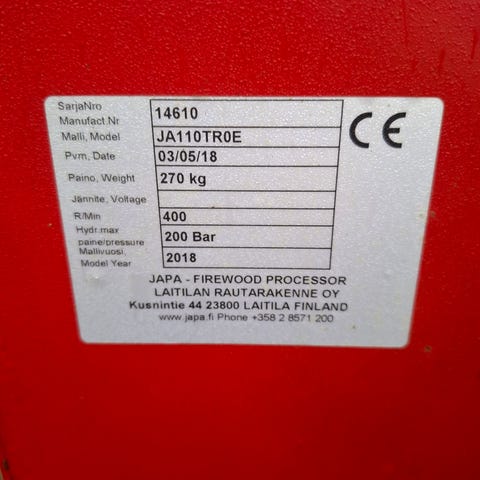 SarjaNro
Manufact.Nr 14610
Malli, Model JA110TR0E
Pvm, Date 03/05/18
Paino, Weight 270 kg
Jännite, Voltage
R/Min 400
Hydr.max
paine/pressure 200 Bar
Mallivuosi,
Model Year 2018
CE
JAPA - FIREWOOD PROCESSOR
LAITILAN RAUTARAKENNE OY
Kusnintie 44 23800 LAITILA FINLAND
www.japa.fi Phone +358 2 8571 200